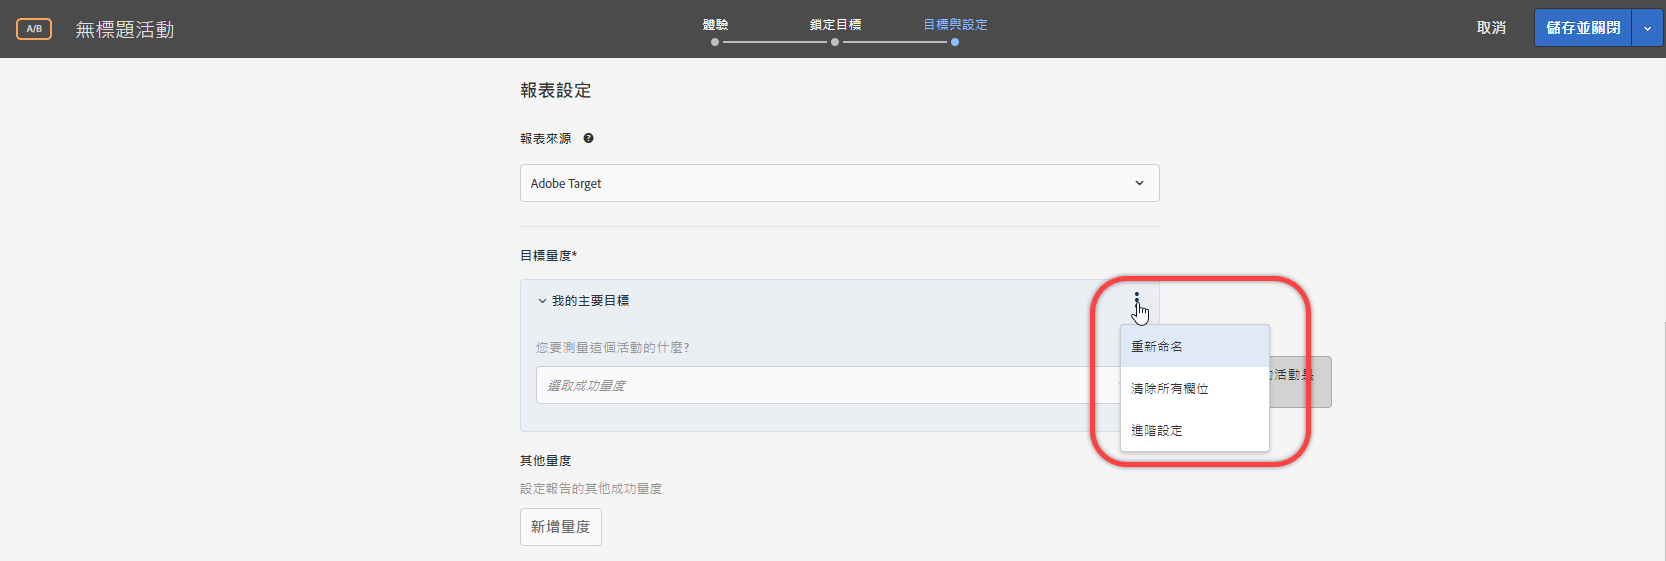 A/B
無標題活動
體驗
鎖定目標
目標與設定
取消
儲存並關閉
報表設定
報表來源
Adobe Target
目標量度*
我的主要目標
您要測量這個活動的什麼?
選取成功量度
重新命名
清除所有欄位
進階設定
活動是
其他量度
設定報告的其他成功量度
新增量度